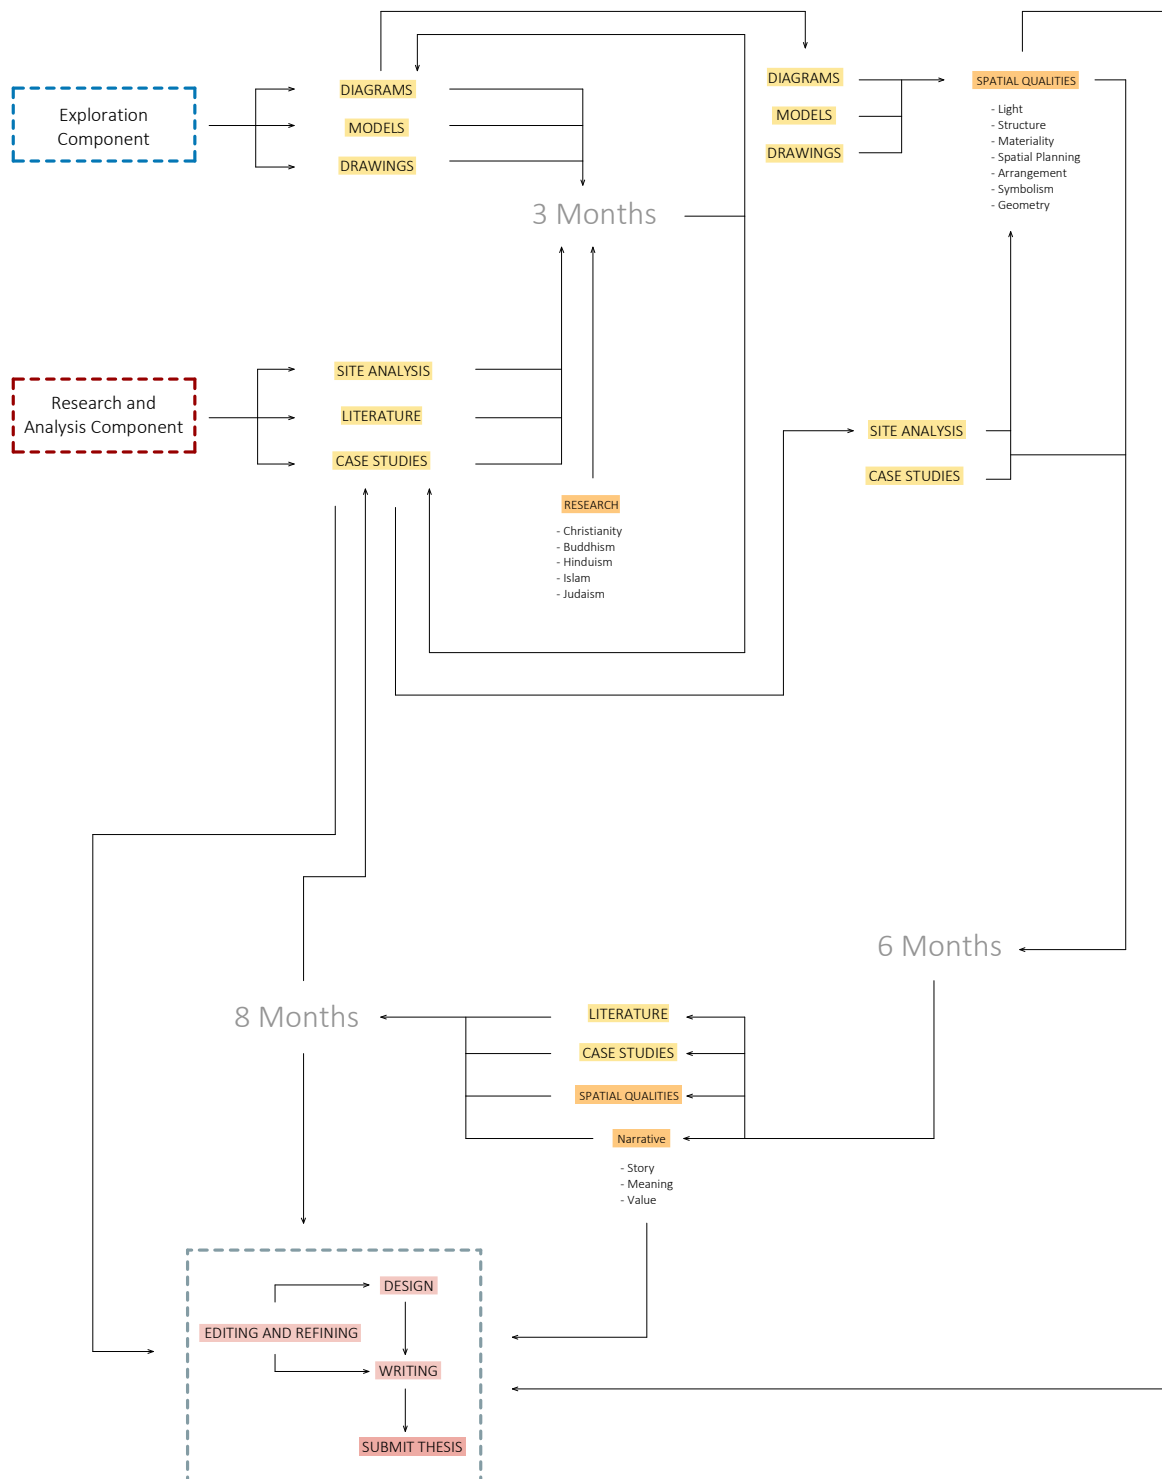 Exploration
Component
DIAGRAMS
MODELS
DRAWINGS
3 Months
DIAGRAMS
MODELS
DRAWINGS
SPATIAL QUALITIES
- Light
- Structure
- Materiality
- Spatial Planning
- Arrangement
- Symbolism
- Geometry
Research and
Analysis Component
SITE ANALYSIS
LITERATURE
CASE STUDIES
RESEARCH
- Christianity
- Buddhism
- Hinduism
- Islam
- Judaism
SITE ANALYSIS
CASE STUDIES
6 Months
8 Months
LITERATURE
CASE STUDIES
SPATIAL QUALITIES
Narrative
- Story
- Meaning
- Value
DESIGN
EDITING AND REFINING
WRITING
SUBMIT THESIS